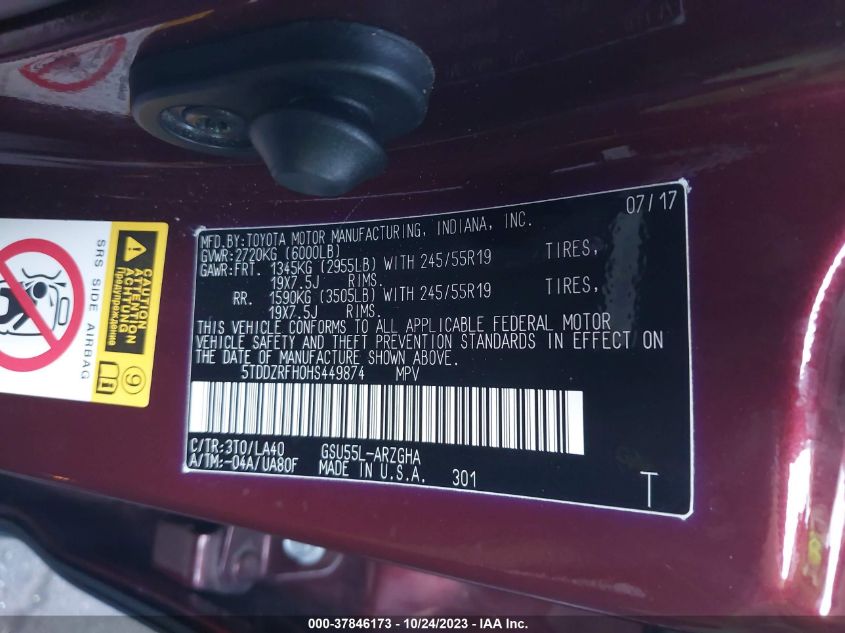 07/17
MFD.BY:TOYOTA MOTOR MANUFACTURING, INDIANA, INC.
GVWR:2720KG (6000LB)
GAWR:FRT. 1345KG (2955LB) WITH 245/55R19 TIRES,
19X7.5J RIMS.
RR. 1590KG (3505LB) WITH 245/55R19 TIRES,
19X7.5J RIMS.
THIS VEHICLE CONFORMS TO ALL APPLICABLE FEDERAL MOTOR
VEHICLE SAFETY AND THEFT PREVENTION STANDARDS IN EFFECT ON
THE DATE OF MANUFACTURE SHOWN ABOVE.
5TDDZRFH0HS449874 MPV
C/TR:3T0/LA40 GSU55L-ARZGHA
A/TM:-04A/UA80F MADE IN U.S.A. 301
T
SRS SIDE AIRBAG
CAUTION
ATTENTION
ACHTUNG
Предупреждение
9
000-37846173 - 10/24/2023 - IAA Inc.